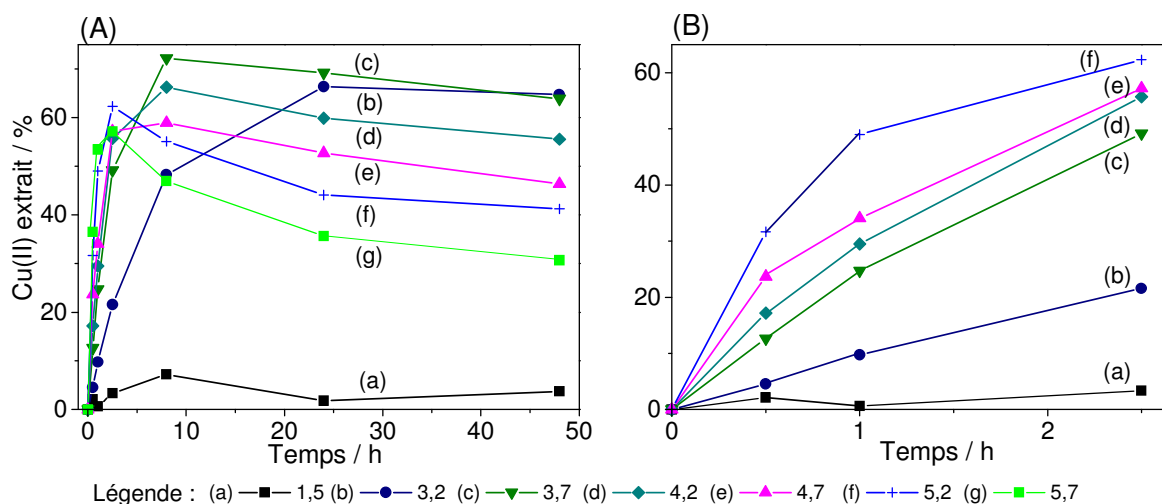 (A)
(B)
Cu(II) extrait / %
60
40
20
0
(c)
(b)
(d)
(e)
(f)
(g)
(a)
0 10 20 30 40 50
Temps / h
60
40
20
0
(f)
(e)
(d)
(c)
(b)
(a)
0 1 2
Temps / h
Légende : (a) 1,5 (b) 3,2 (c) 3,7 (d) 4,2 (e) 4,7 (f) 5,2 (g) 5,7